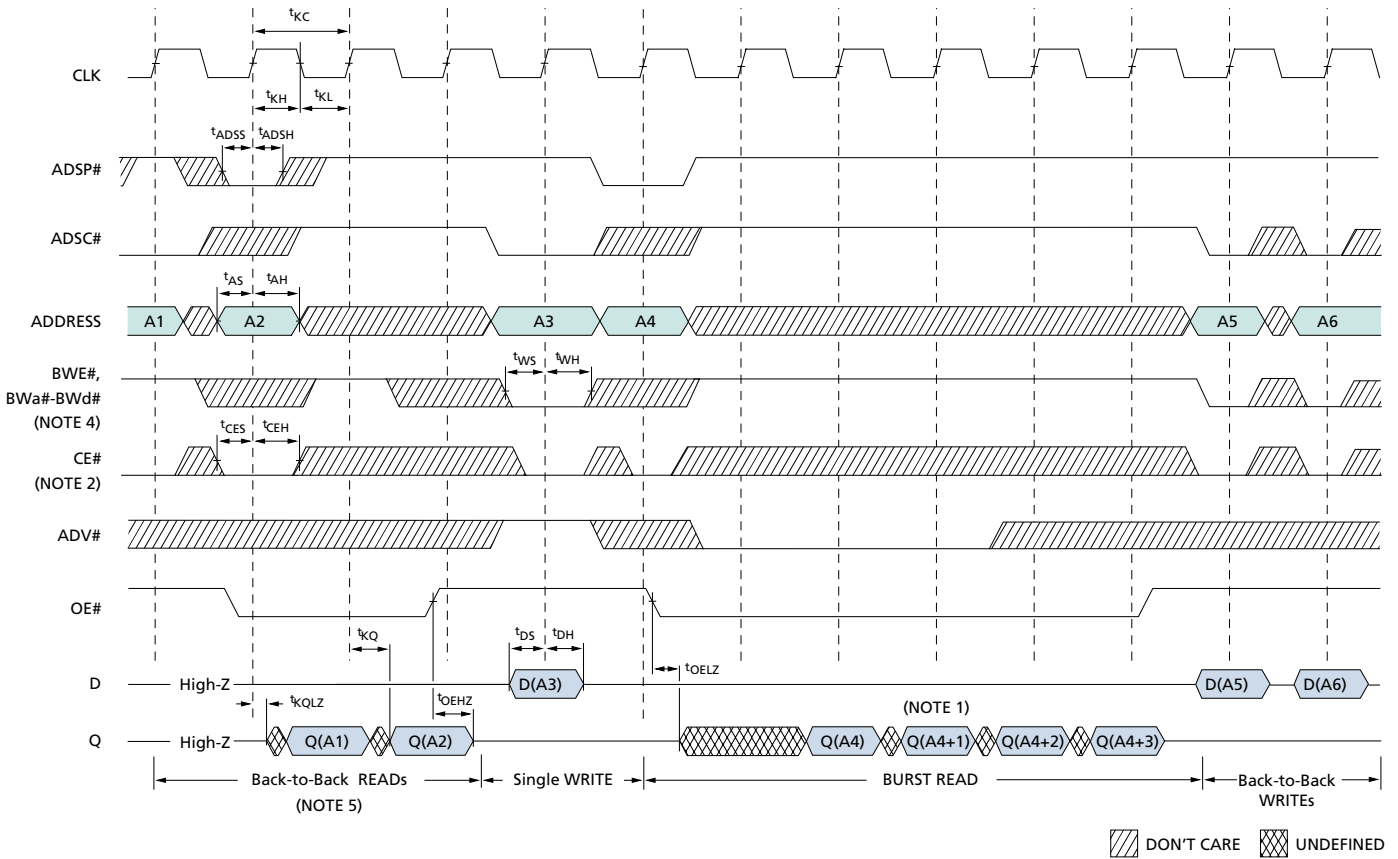 tKC
CLK
tKH
tKL
tADSS
tADSH
ADSP#
ADSC#
tAS
tAH
ADDRESS
A1
A2
A3
A4
A5
A6
BWE#,
BWa#-BWd#
(NOTE 4)
tWS
tWH
tCES
tCEH
CE#
(NOTE 2)
ADV#
OE#
tKQ
tDS
tDH
tOELZ
D
High-Z
D(A3)
D(A5)
D(A6)
tKQLZ
tOEHZ
(NOTE 1)
Q
High-Z
Q(A1)
Q(A2)
Q(A4)
Q(A4+1)
Q(A4+2)
Q(A4+3)
Back-to-Back READs
(NOTE 5)
Single WRITE
BURST READ
Back-to-Back
WRITEs
DON'T CARE
UNDEFINED